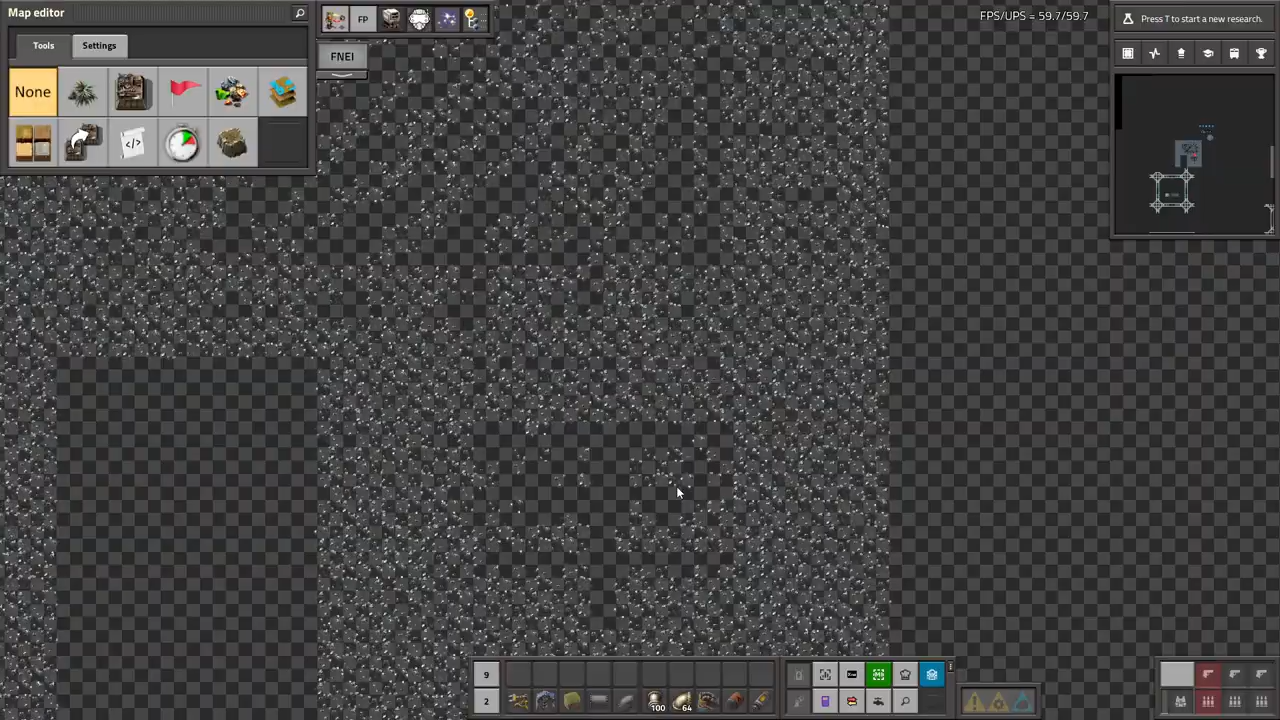 Map editor
FP
FPS/UPS = 59.7/59.7
Press T to start a new research.
Tools
Settings
FNEI
None
</>
9
2
100
64